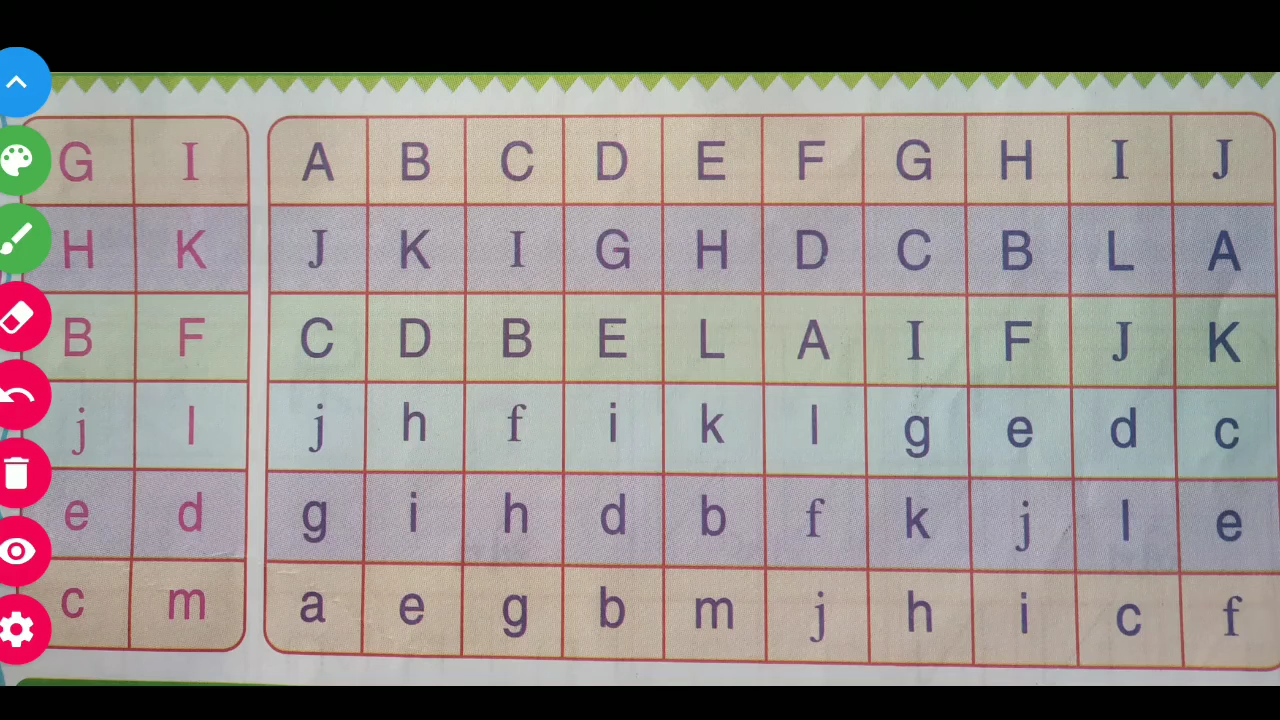 G I A B C D E F G H I J
H K J K I G H D C B L A
B F C D B E L A I F J K
j l j h f i k l g e d c
e d g i h d b f k j l e
c m a e g b m j h i c f